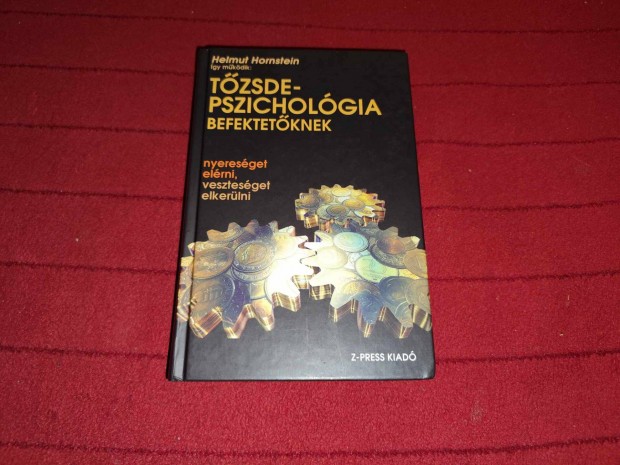 Helmut Hornstein
Így működik:
TŐZSDE-
PSZICHOLÓGIA
BEFEKTETŐKNEK
nyereséget
elérni,
veszteséget
elkerülni
Z-PRESS KIADÓ